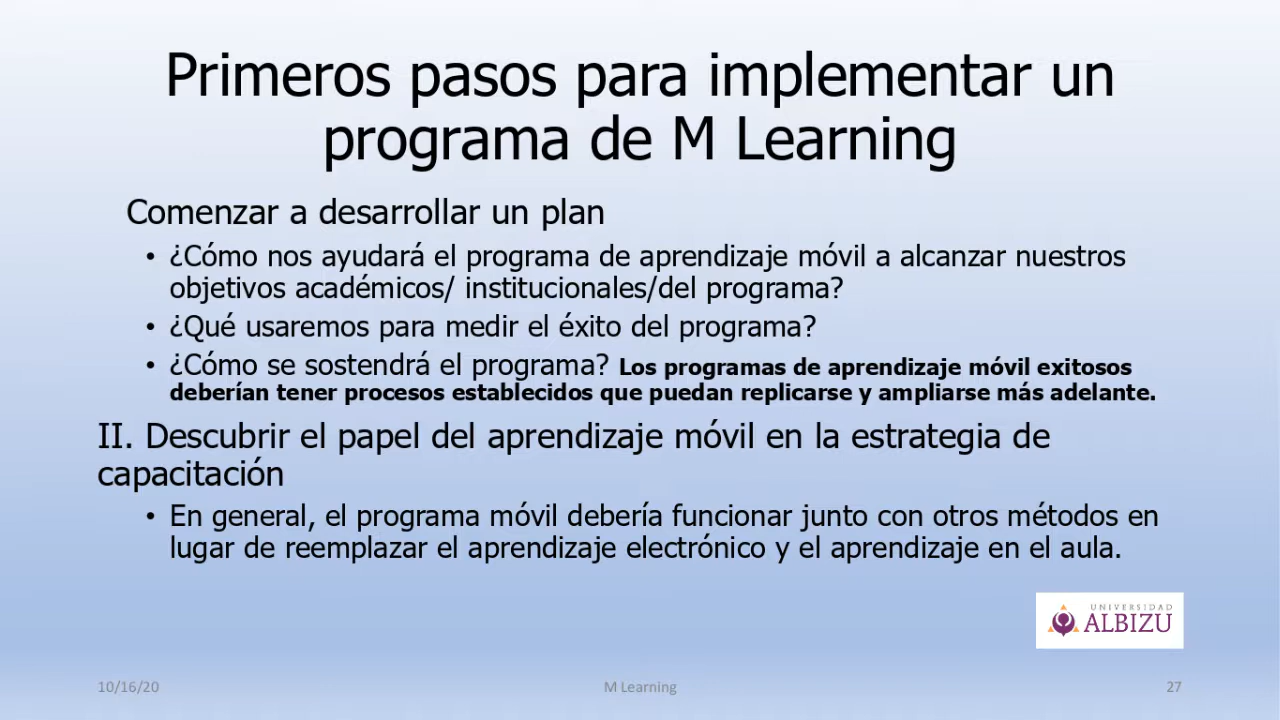 Primeros pasos para implementar un
programa de M Learning
Comenzar a desarrollar un plan
• ¿Cómo nos ayudará el programa de aprendizaje móvil a alcanzar nuestros
objetivos académicos/ institucionales/del programa?
• ¿Qué usaremos para medir el éxito del programa?
• ¿Cómo se sostendrá el programa? Los programas de aprendizaje móvil exitosos
deberían tener procesos establecidos que puedan replicarse y ampliarse más adelante.
II. Descubrir el papel del aprendizaje móvil en la estrategia de
capacitación
• En general, el programa móvil debería funcionar junto con otros métodos en
lugar de reemplazar el aprendizaje electrónico y el aprendizaje en el aula.
UNIVERSIDAD
ALBIZU
10/16/20
M Learning
27